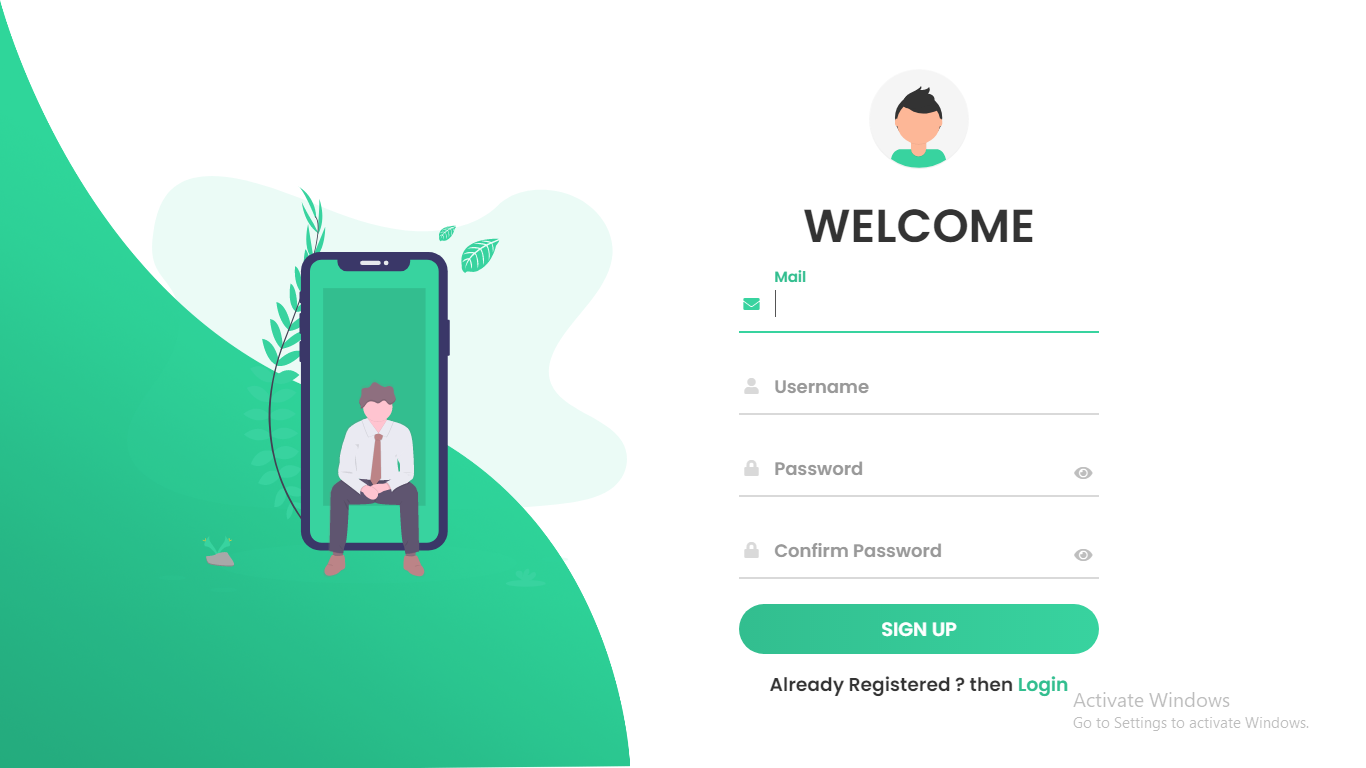 WELCOME
Mail
Username
Password
Confirm Password
SIGN UP
Already Registered ? then Login
Activate Windows
Go to Settings to activate Windows.